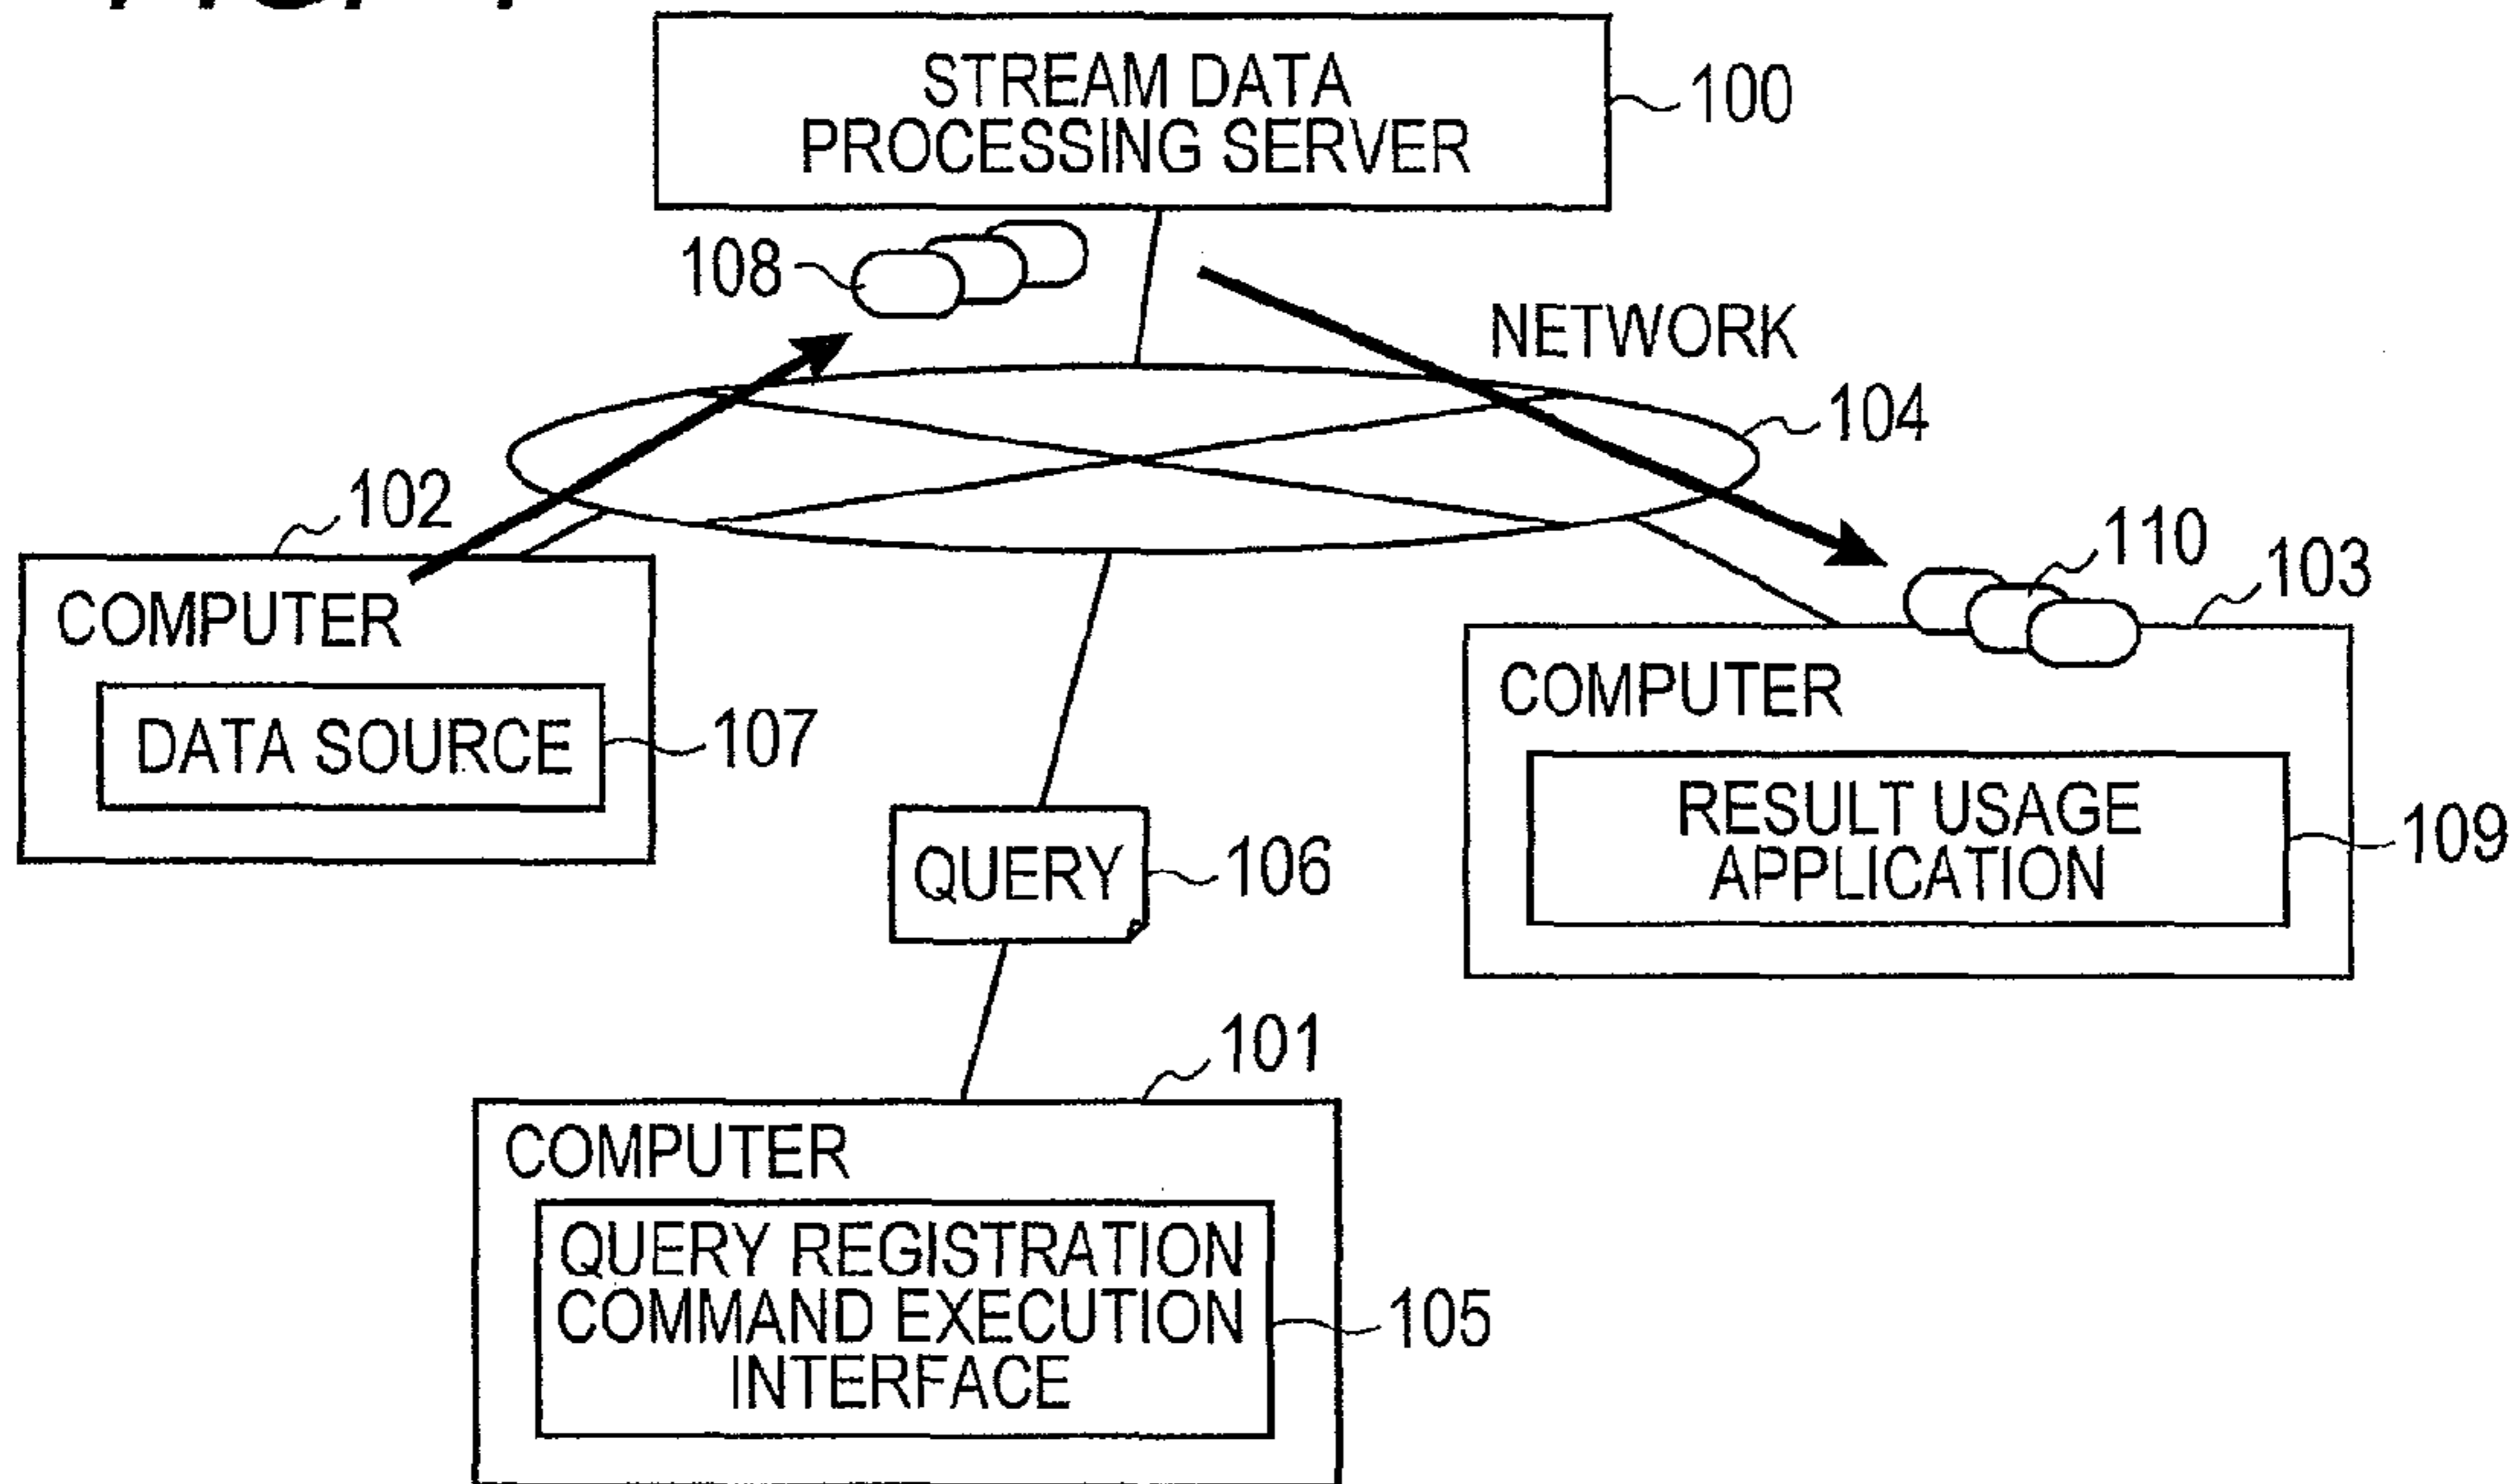 STREAM DATA
PROCESSING SERVER
100
108
NETWORK
104
102
110
103
COMPUTER
DATA SOURCE
107
COMPUTER
RESULT USAGE
APPLICATION
109
QUERY
106
101
COMPUTER
QUERY REGISTRATION
COMMAND EXECUTION
INTERFACE
105